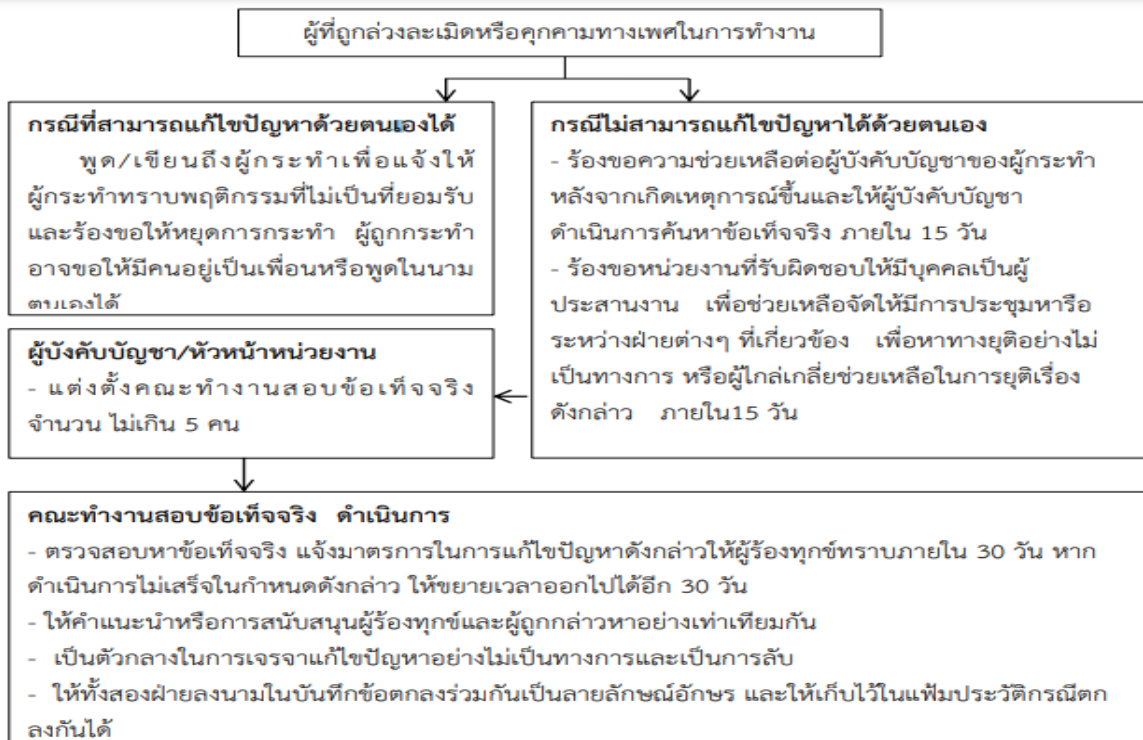 ผู้ที่ถูกล่วงละเมิดหรือคุกคามทางเพศในการทำงาน
กรณีที่สามารถแก้ไขปัญหาด้วยตนเองได้
พูด/เขียนถึงผู้กระทำเพื่อแจ้งให้
ผู้กระทำทราบพฤติกรรมที่ไม่เป็นที่ยอมรับ
และร้องขอให้หยุดการกระทำ ผู้ถูกกระทำ
อาจขอให้มีคนอยู่เป็นเพื่อนหรือพูดในนาม
ตนเองได้
กรณีไม่สามารถแก้ไขปัญหาได้ด้วยตนเอง
- ร้องขอความช่วยเหลือต่อผู้บังคับบัญชาของผู้กระทำ
หลังจากเกิดเหตุการณ์ขึ้นและให้ผู้บังคับบัญชา
ดำเนินการค้นหาข้อเท็จจริง ภายใน 15 วัน
- ร้องขอหน่วยงานที่รับผิดชอบให้มีบุคคลเป็นผู้
ประสานงาน เพื่อช่วยเหลือจัดให้มีการประชุมหารือ
ระหว่างฝ่ายต่างๆ ที่เกี่ยวข้อง เพื่อหาทางยุติอย่างไม่
เป็นทางการ หรือผู้ไกล่เกลี่ยช่วยเหลือในการยุติเรื่อง
ดังกล่าว ภายใน15 วัน
ผู้บังคับบัญชา/หัวหน้าหน่วยงาน
- แต่งตั้งคณะทำงานสอบข้อเท็จจริง
จำนวน ไม่เกิน 5 คน
คณะทำงานสอบข้อเท็จจริง ดำเนินการ
- ตรวจสอบหาข้อเท็จจริง แจ้งมาตรการในการแก้ไขปัญหาดังกล่าวให้ผู้ร้องทุกข์ทราบภายใน 30 วัน หาก
ดำเนินการไม่เสร็จในกำหนดดังกล่าว ให้ขยายเวลาออกไปได้อีก 30 วัน
- ให้คำแนะนำหรือการสนับสนุนผู้ร้องทุกข์และผู้ถูกกล่าวหาอย่างเท่าเทียมกัน
- เป็นตัวกลางในการเจรจาแก้ไขปัญหาอย่างไม่เป็นทางการและเป็นการลับ
- ให้ทั้งสองฝ่ายลงนามในบันทึกข้อตกลงร่วมกันเป็นลายลักษณ์อักษร และให้เก็บไว้ในแฟ้มประวัติกรณีตก
ลงกันได้